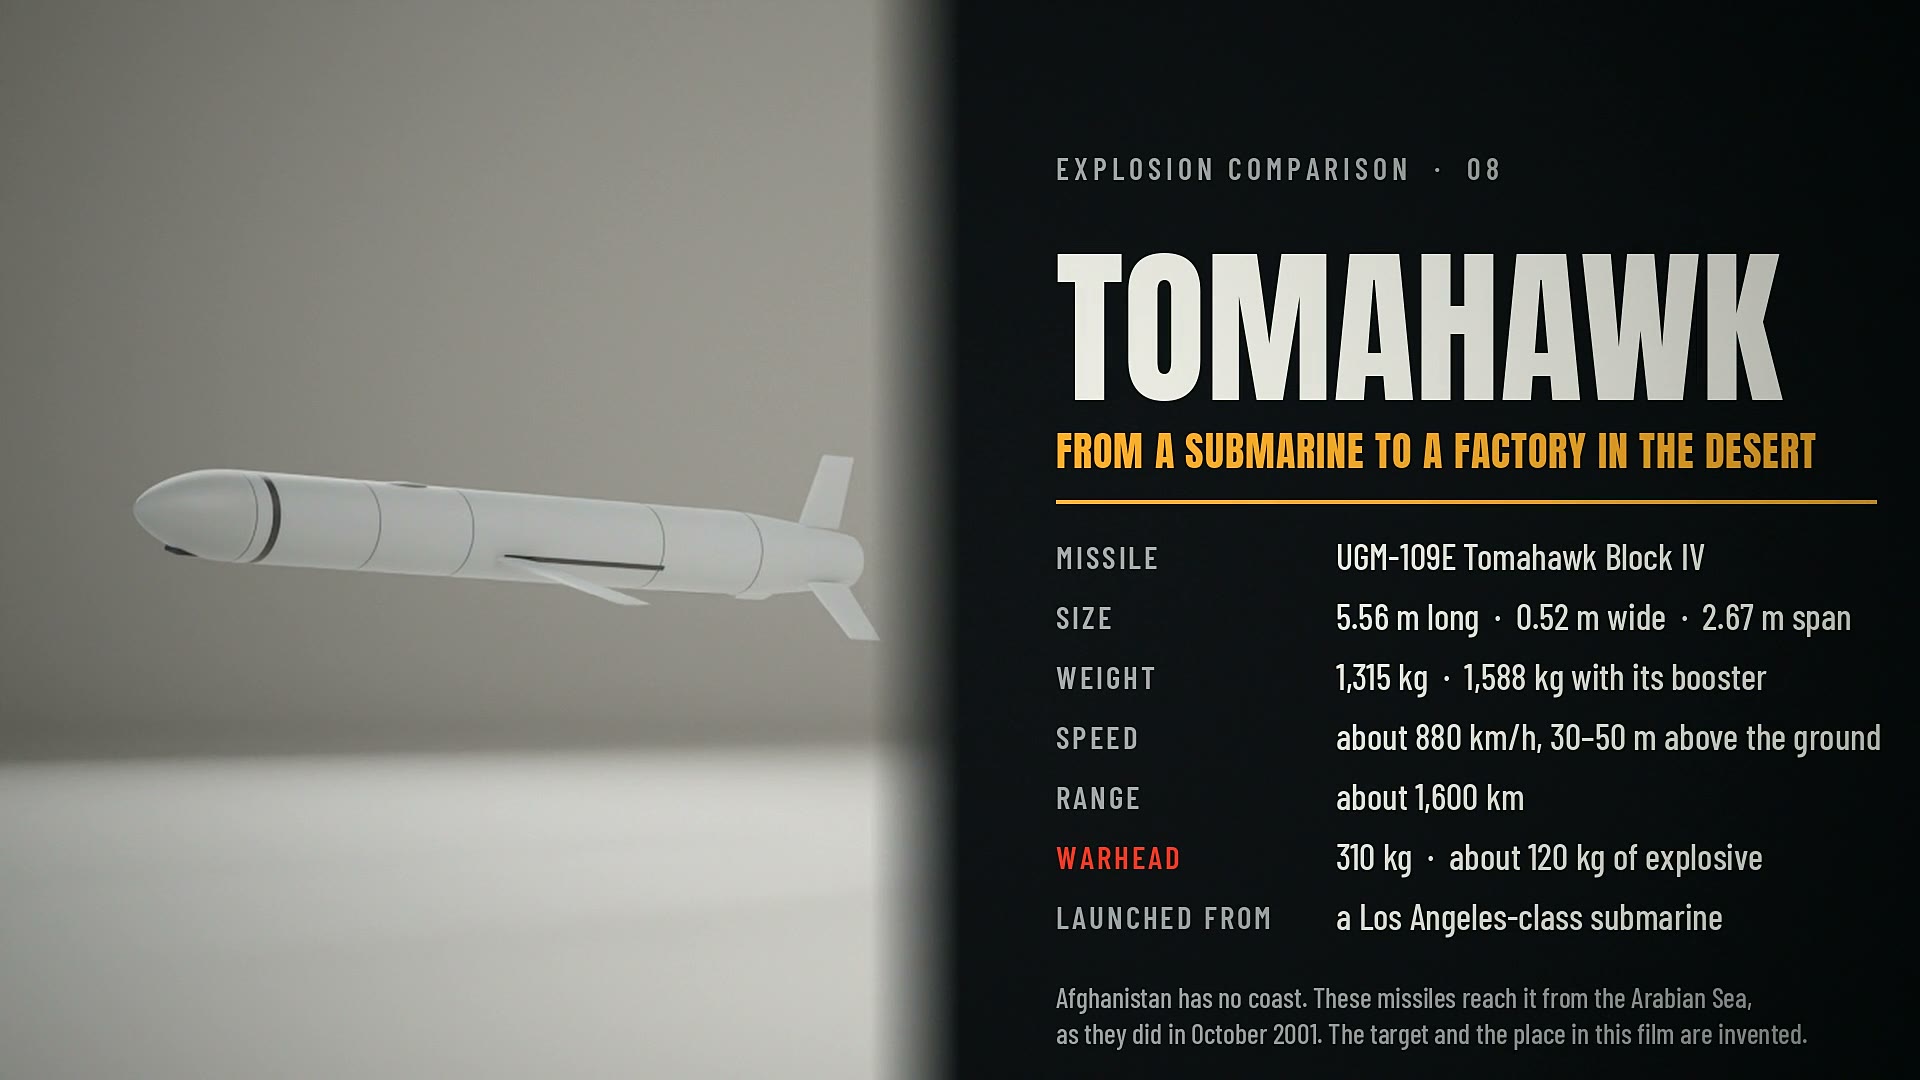 EXPLOSION COMPARISON · 08
TOMAHAWK
FROM A SUBMARINE TO A FACTORY IN THE DESERT
MISSILE UGM-109E Tomahawk Block IV
SIZE 5.56 m long · 0.52 m wide · 2.67 m span
WEIGHT 1,315 kg · 1,588 kg with its booster
SPEED about 880 km/h, 30–50 m above the ground
RANGE about 1,600 km
WARHEAD 310 kg · about 120 kg of explosive
LAUNCHED FROM a Los Angeles-class submarine
Afghanistan has no coast. These missiles reach it from the Arabian Sea,
as they did in October 2001. The target and the place in this film are invented.